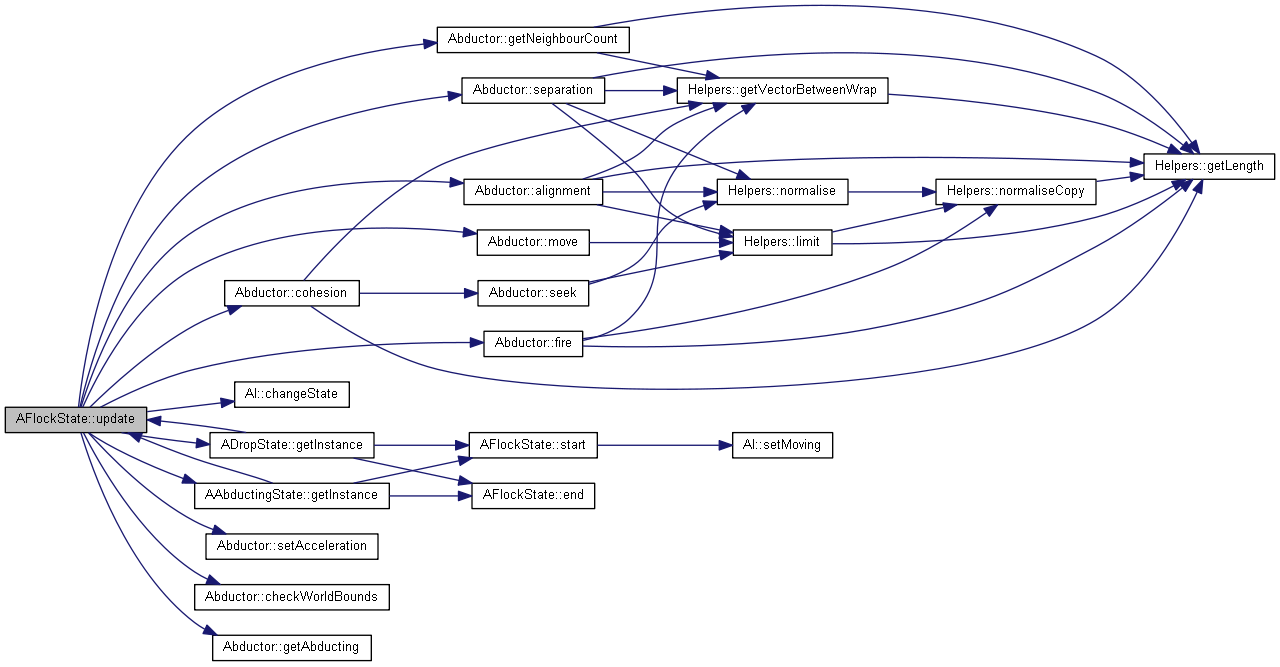 Abductor::getNeighbourCount
Abductor::separation
Helpers::getVectorBetweenWrap
Helpers::getLength
Abductor::alignment
Helpers::normalise
Helpers::normaliseCopy
Abductor::move
Helpers::limit
Abductor::cohesion
Abductor::seek
Abductor::fire
AI::changeState
AFlockState::update
ADropState::getInstance
AFlockState::start
AI::setMoving
AAbductingState::getInstance
AFlockState::end
Abductor::setAcceleration
Abductor::checkWorldBounds
Abductor::getAbducting